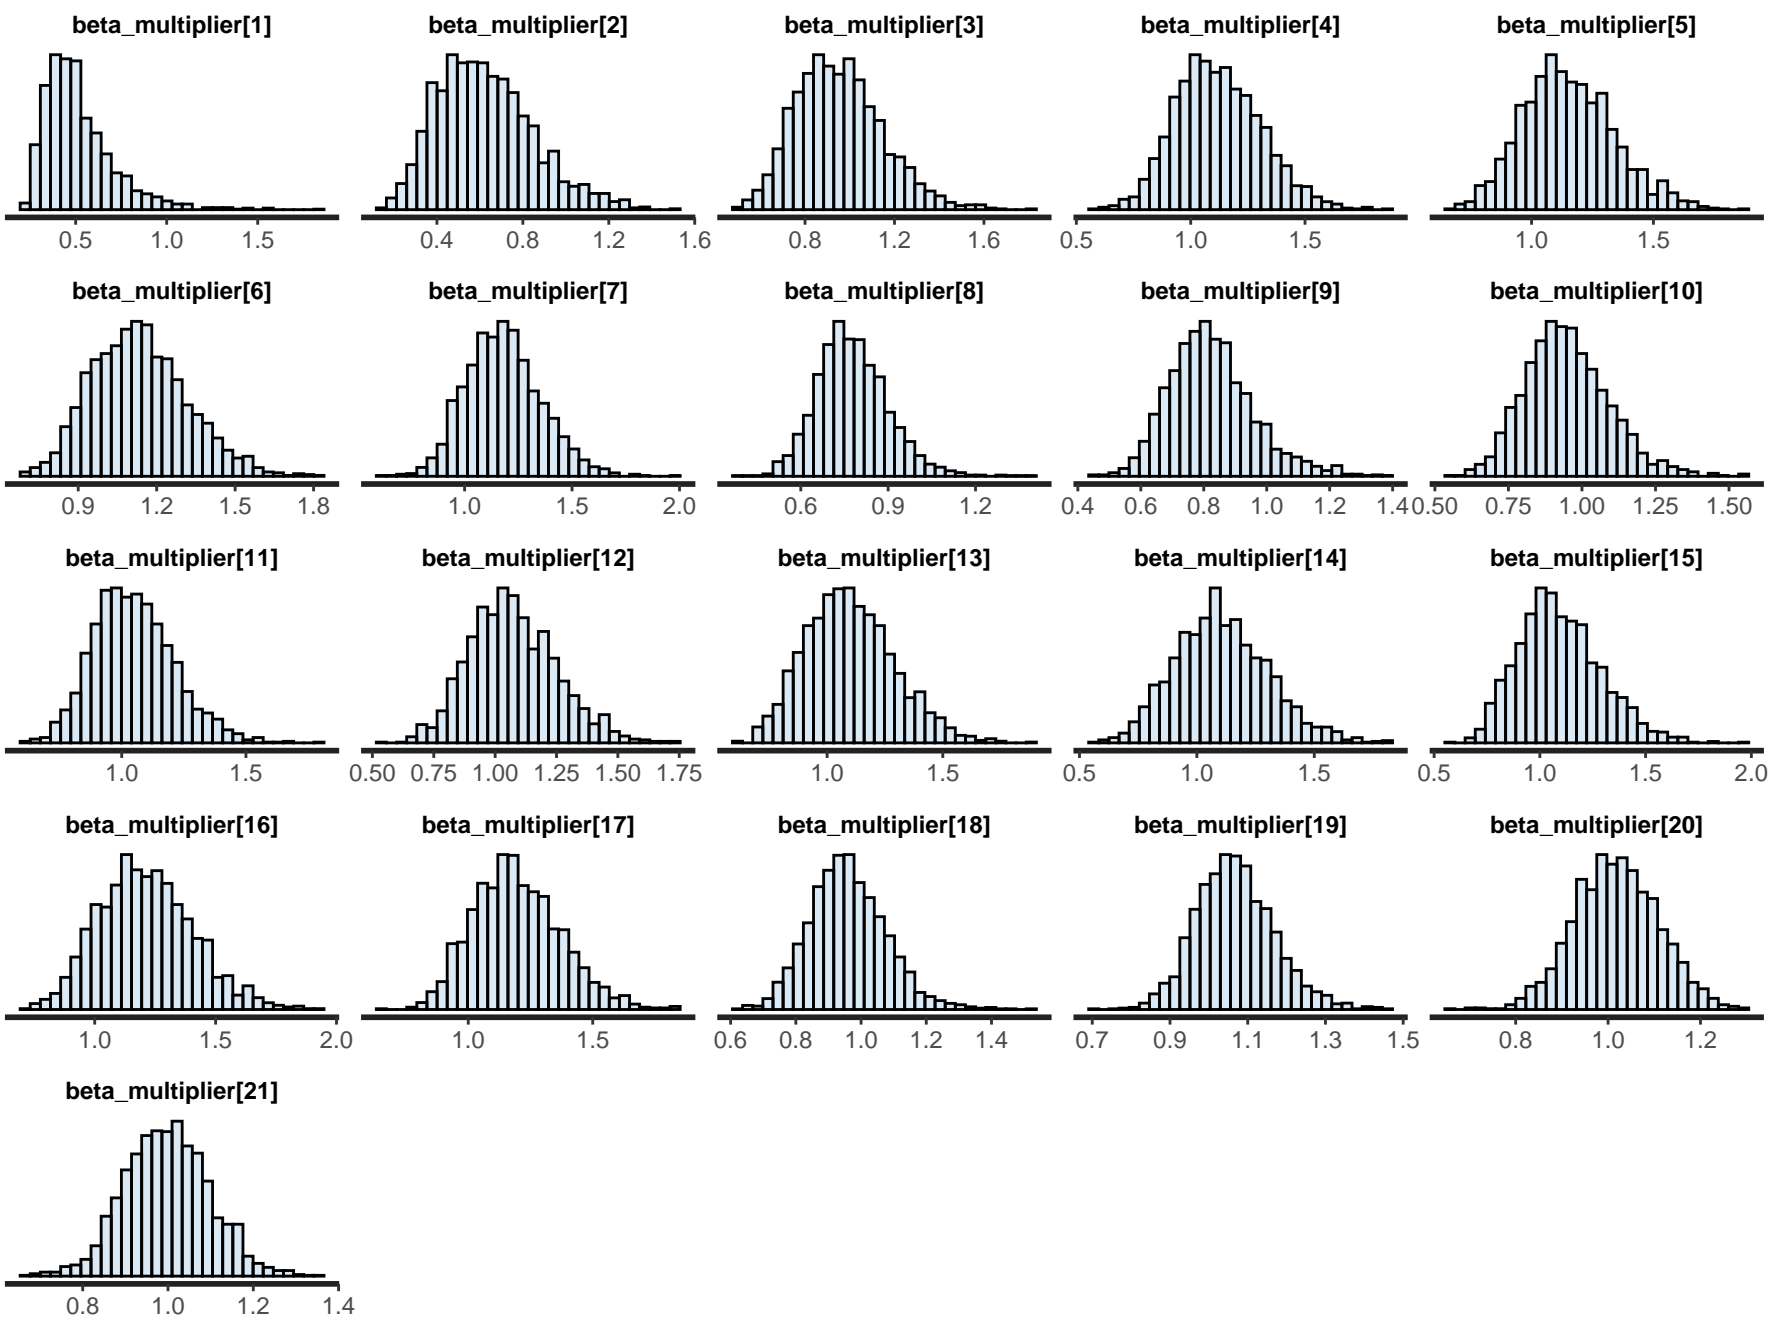 beta_multiplier[1] beta_multiplier[2] beta_multiplier[3] beta_multiplier[4] beta_multiplier[5]
0.5 1.0 1.5 0.4 0.8 1.2 1.6 0.8 1.2 1.6 0.5 1.0 1.5 1.0 1.5
beta_multiplier[6] beta_multiplier[7] beta_multiplier[8] beta_multiplier[9] beta_multiplier[10]
0.9 1.2 1.5 1.8 1.0 1.5 2.0 0.6 0.9 1.2 0.4 0.6 0.8 1.0 1.2 1.4 0.50 0.75 1.00 1.25 1.50
beta_multiplier[11] beta_multiplier[12] beta_multiplier[13] beta_multiplier[14] beta_multiplier[15]
1.0 1.5 0.50 0.75 1.00 1.25 1.50 1.75 1.0 1.5 0.5 1.0 1.5 0.5 1.0 1.5 2.0
beta_multiplier[16] beta_multiplier[17] beta_multiplier[18] beta_multiplier[19] beta_multiplier[20]
1.0 1.5 2.0 1.0 1.5 0.6 0.8 1.0 1.2 1.4 0.7 0.9 1.1 1.3 1.5 0.8 1.0 1.2
beta_multiplier[21]
0.8 1.0 1.2 1.4